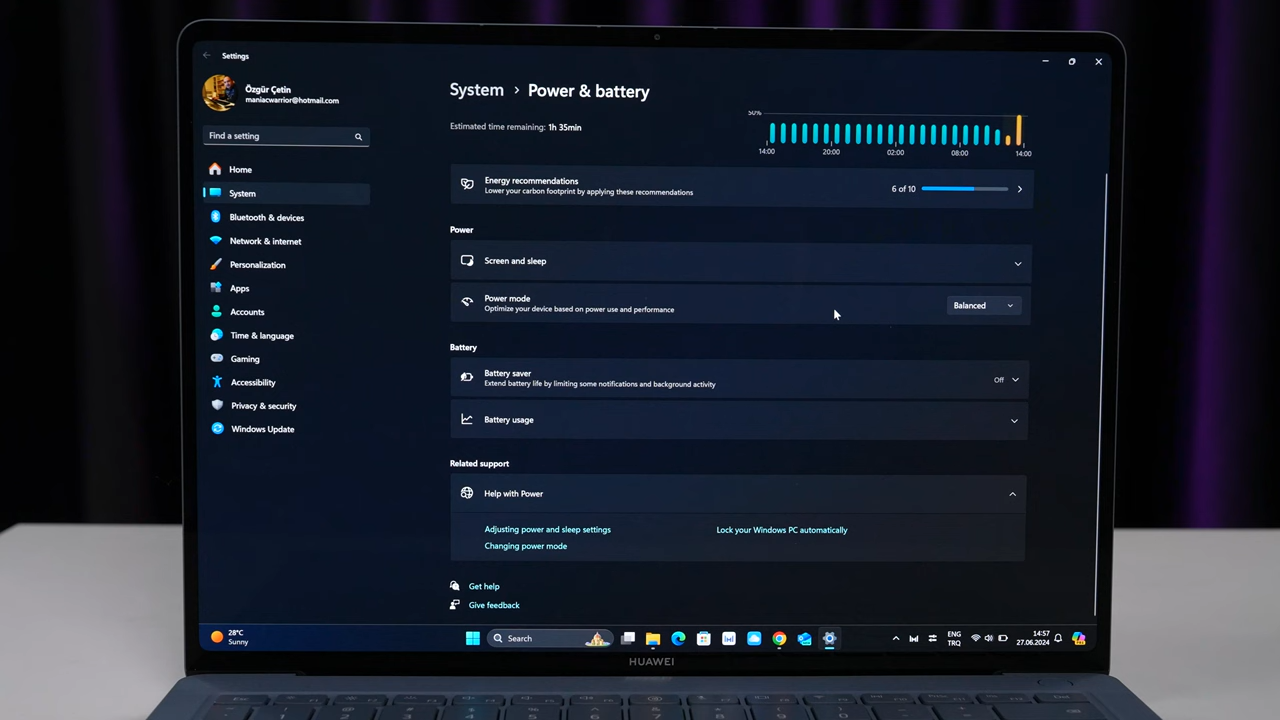 Settings
Özgür Çetin
maniacwarrior@hotmail.com
Find a setting
Home
System
Bluetooth & devices
Network & internet
Personalization
Apps
Accounts
Time & language
Gaming
Accessibility
Privacy & security
Windows Update
System › Power & battery
Estimated time remaining: 1h 35min
50%
14:00 20:00 02:00 08:00 14:00
Energy recommendations
Lower your carbon footprint by applying these recommendations
6 of 10
Power
Screen and sleep
Power mode
Optimize your device based on power use and performance
Balanced
Battery
Battery saver
Extend battery life by limiting some notifications and background activity
Off
Battery usage
Related support
Help with Power
Adjusting power and sleep settings
Lock your Windows PC automatically
Changing power mode
Get help
Give feedback
28°C
Sunny
Search
ENG
TRQ
14:57
27.06.2024
HUAWEI